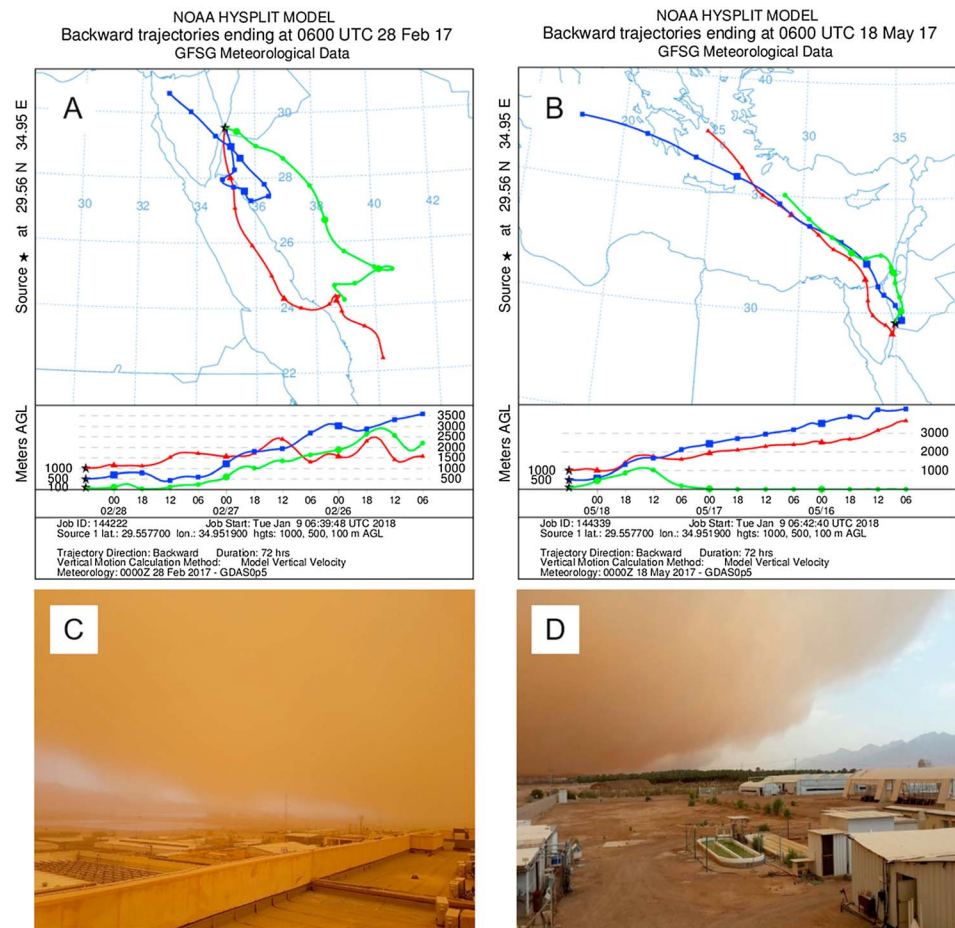 NOAA HYSPLIT MODEL
Backward trajectories ending at 0600 UTC 28 Feb 17
GFSG Meteorological Data
A
Source ★ at 29.56 N 34.95 E
30
28
26
24
22
30
32
34
36
38
40
42
Meters AGL
3500
3000
2500
2000
1500
1000
500
1000
500
100
00 18 12 06 00 18 12 06 00 18 12 06
02/28 02/27 02/26
Job ID: 144222 Job Start: Tue Jan 9 06:39:48 UTC 2018
Source 1 lat.: 29.557700 lon.: 34.951900 hgts: 1000, 500, 100 m AGL
Trajectory Direction: Backward Duration: 72 hrs
Vertical Motion Calculation Method: Model Vertical Velocity
Meteorology: 0000Z 28 Feb 2017 - GDAS0p5
NOAA HYSPLIT MODEL
Backward trajectories ending at 0600 UTC 18 May 17
GFSG Meteorological Data
B
Source ★ at 29.56 N 34.95 E
40
20
25
30
35
30
Meters AGL
3000
2000
1000
1000
500
00 18 12 06 00 18 12 06 00 18 12 06
05/18 05/17 05/16
Job ID: 144339 Job Start: Tue Jan 9 06:42:40 UTC 2018
Source 1 lat.: 29.557700 lon.: 34.951900 hgts: 1000, 500, 100 m AGL
Trajectory Direction: Backward Duration: 72 hrs
Vertical Motion Calculation Method: Model Vertical Velocity
Meteorology: 0000Z 18 May 2017 - GDAS0p5
C
D